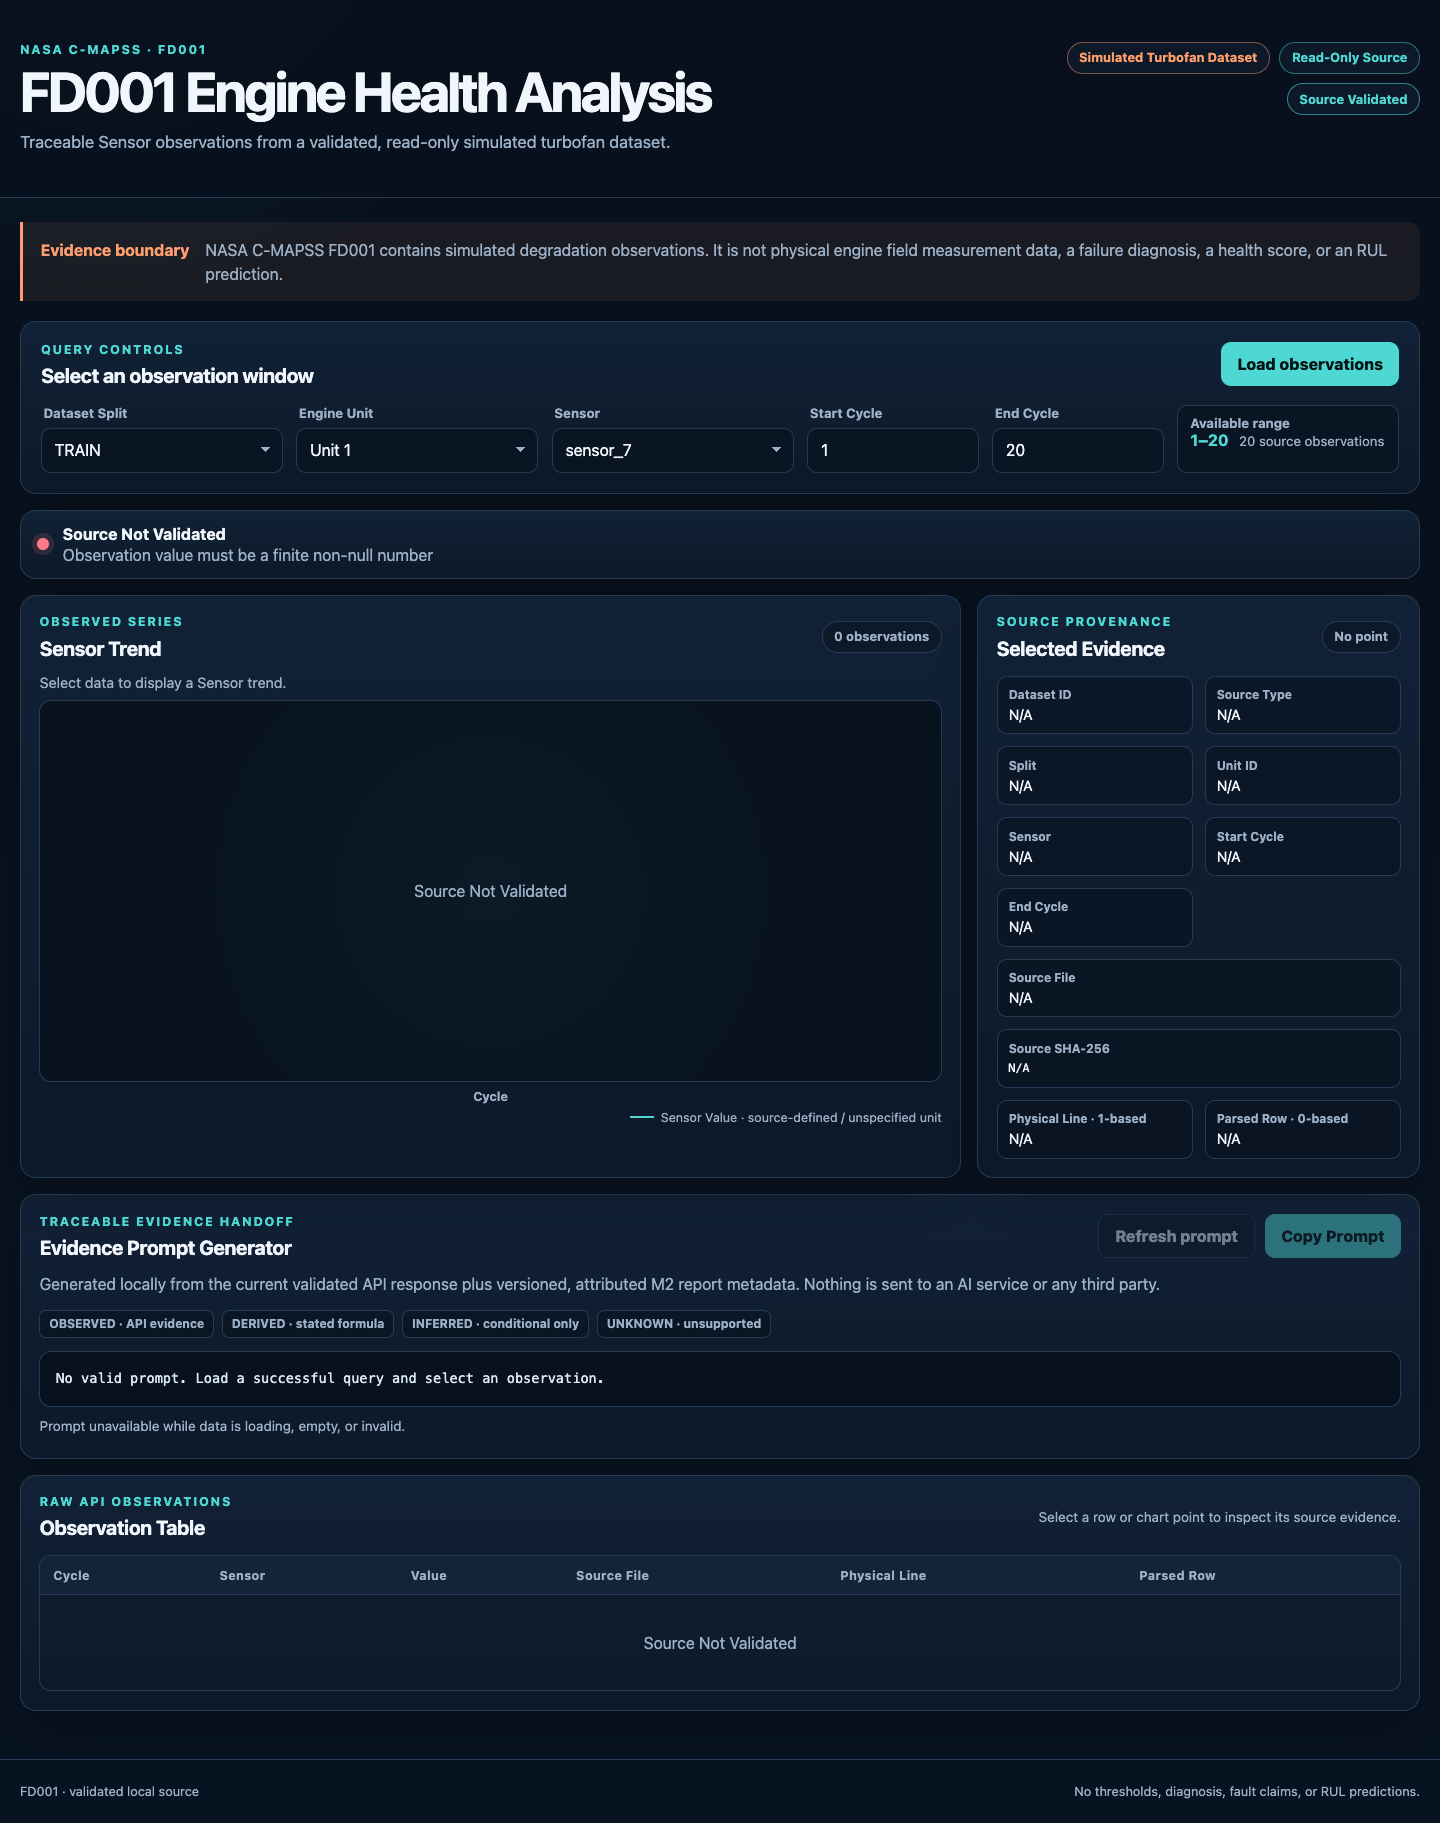 NASA C-MAPSS · FD001
FD001 Engine Health Analysis
Traceable Sensor observations from a validated, read-only simulated turbofan dataset.
Simulated Turbofan Dataset
Read-Only Source
Source Validated
Evidence boundary
NASA C-MAPSS FD001 contains simulated degradation observations. It is not physical engine field measurement data, a failure diagnosis, a health score, or an RUL
prediction.
QUERY CONTROLS
Select an observation window
Load observations
Dataset Split
TRAIN
Engine Unit
Unit 1
Sensor
sensor_7
Start Cycle
1
End Cycle
20
Available range
1–20 20 source observations
Source Not Validated
Observation value must be a finite non-null number
OBSERVED SERIES
Sensor Trend
0 observations
Select data to display a Sensor trend.
Source Not Validated
Cycle
Sensor Value · source-defined / unspecified unit
SOURCE PROVENANCE
Selected Evidence
No point
Dataset ID
N/A
Source Type
N/A
Split
N/A
Unit ID
N/A
Sensor
N/A
Start Cycle
N/A
End Cycle
N/A
Source File
N/A
Source SHA-256
N/A
Physical Line · 1-based
N/A
Parsed Row · 0-based
N/A
TRACEABLE EVIDENCE HANDOFF
Evidence Prompt Generator
Refresh prompt
Copy Prompt
Generated locally from the current validated API response plus versioned, attributed M2 report metadata. Nothing is sent to an AI service or any third party.
OBSERVED · API evidence
DERIVED · stated formula
INFERRED · conditional only
UNKNOWN · unsupported
No valid prompt. Load a successful query and select an observation.
Prompt unavailable while data is loading, empty, or invalid.
RAW API OBSERVATIONS
Observation Table
Select a row or chart point to inspect its source evidence.
Cycle Sensor Value Source File Physical Line Parsed Row
Source Not Validated
FD001 · validated local source
No thresholds, diagnosis, fault claims, or RUL predictions.